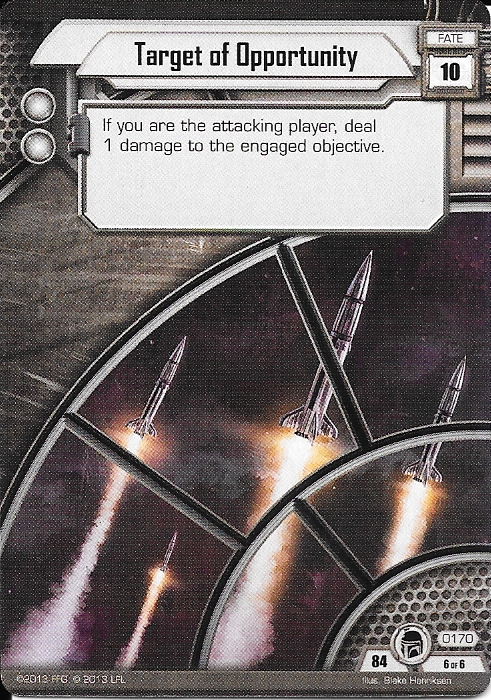 Target of Opportunity
FATE
10
If you are the attacking player, deal
1 damage to the engaged objective.
0170
84
6 OF 6
©2013 FFG © 2013 LFL
Illus. Blake Henriksen